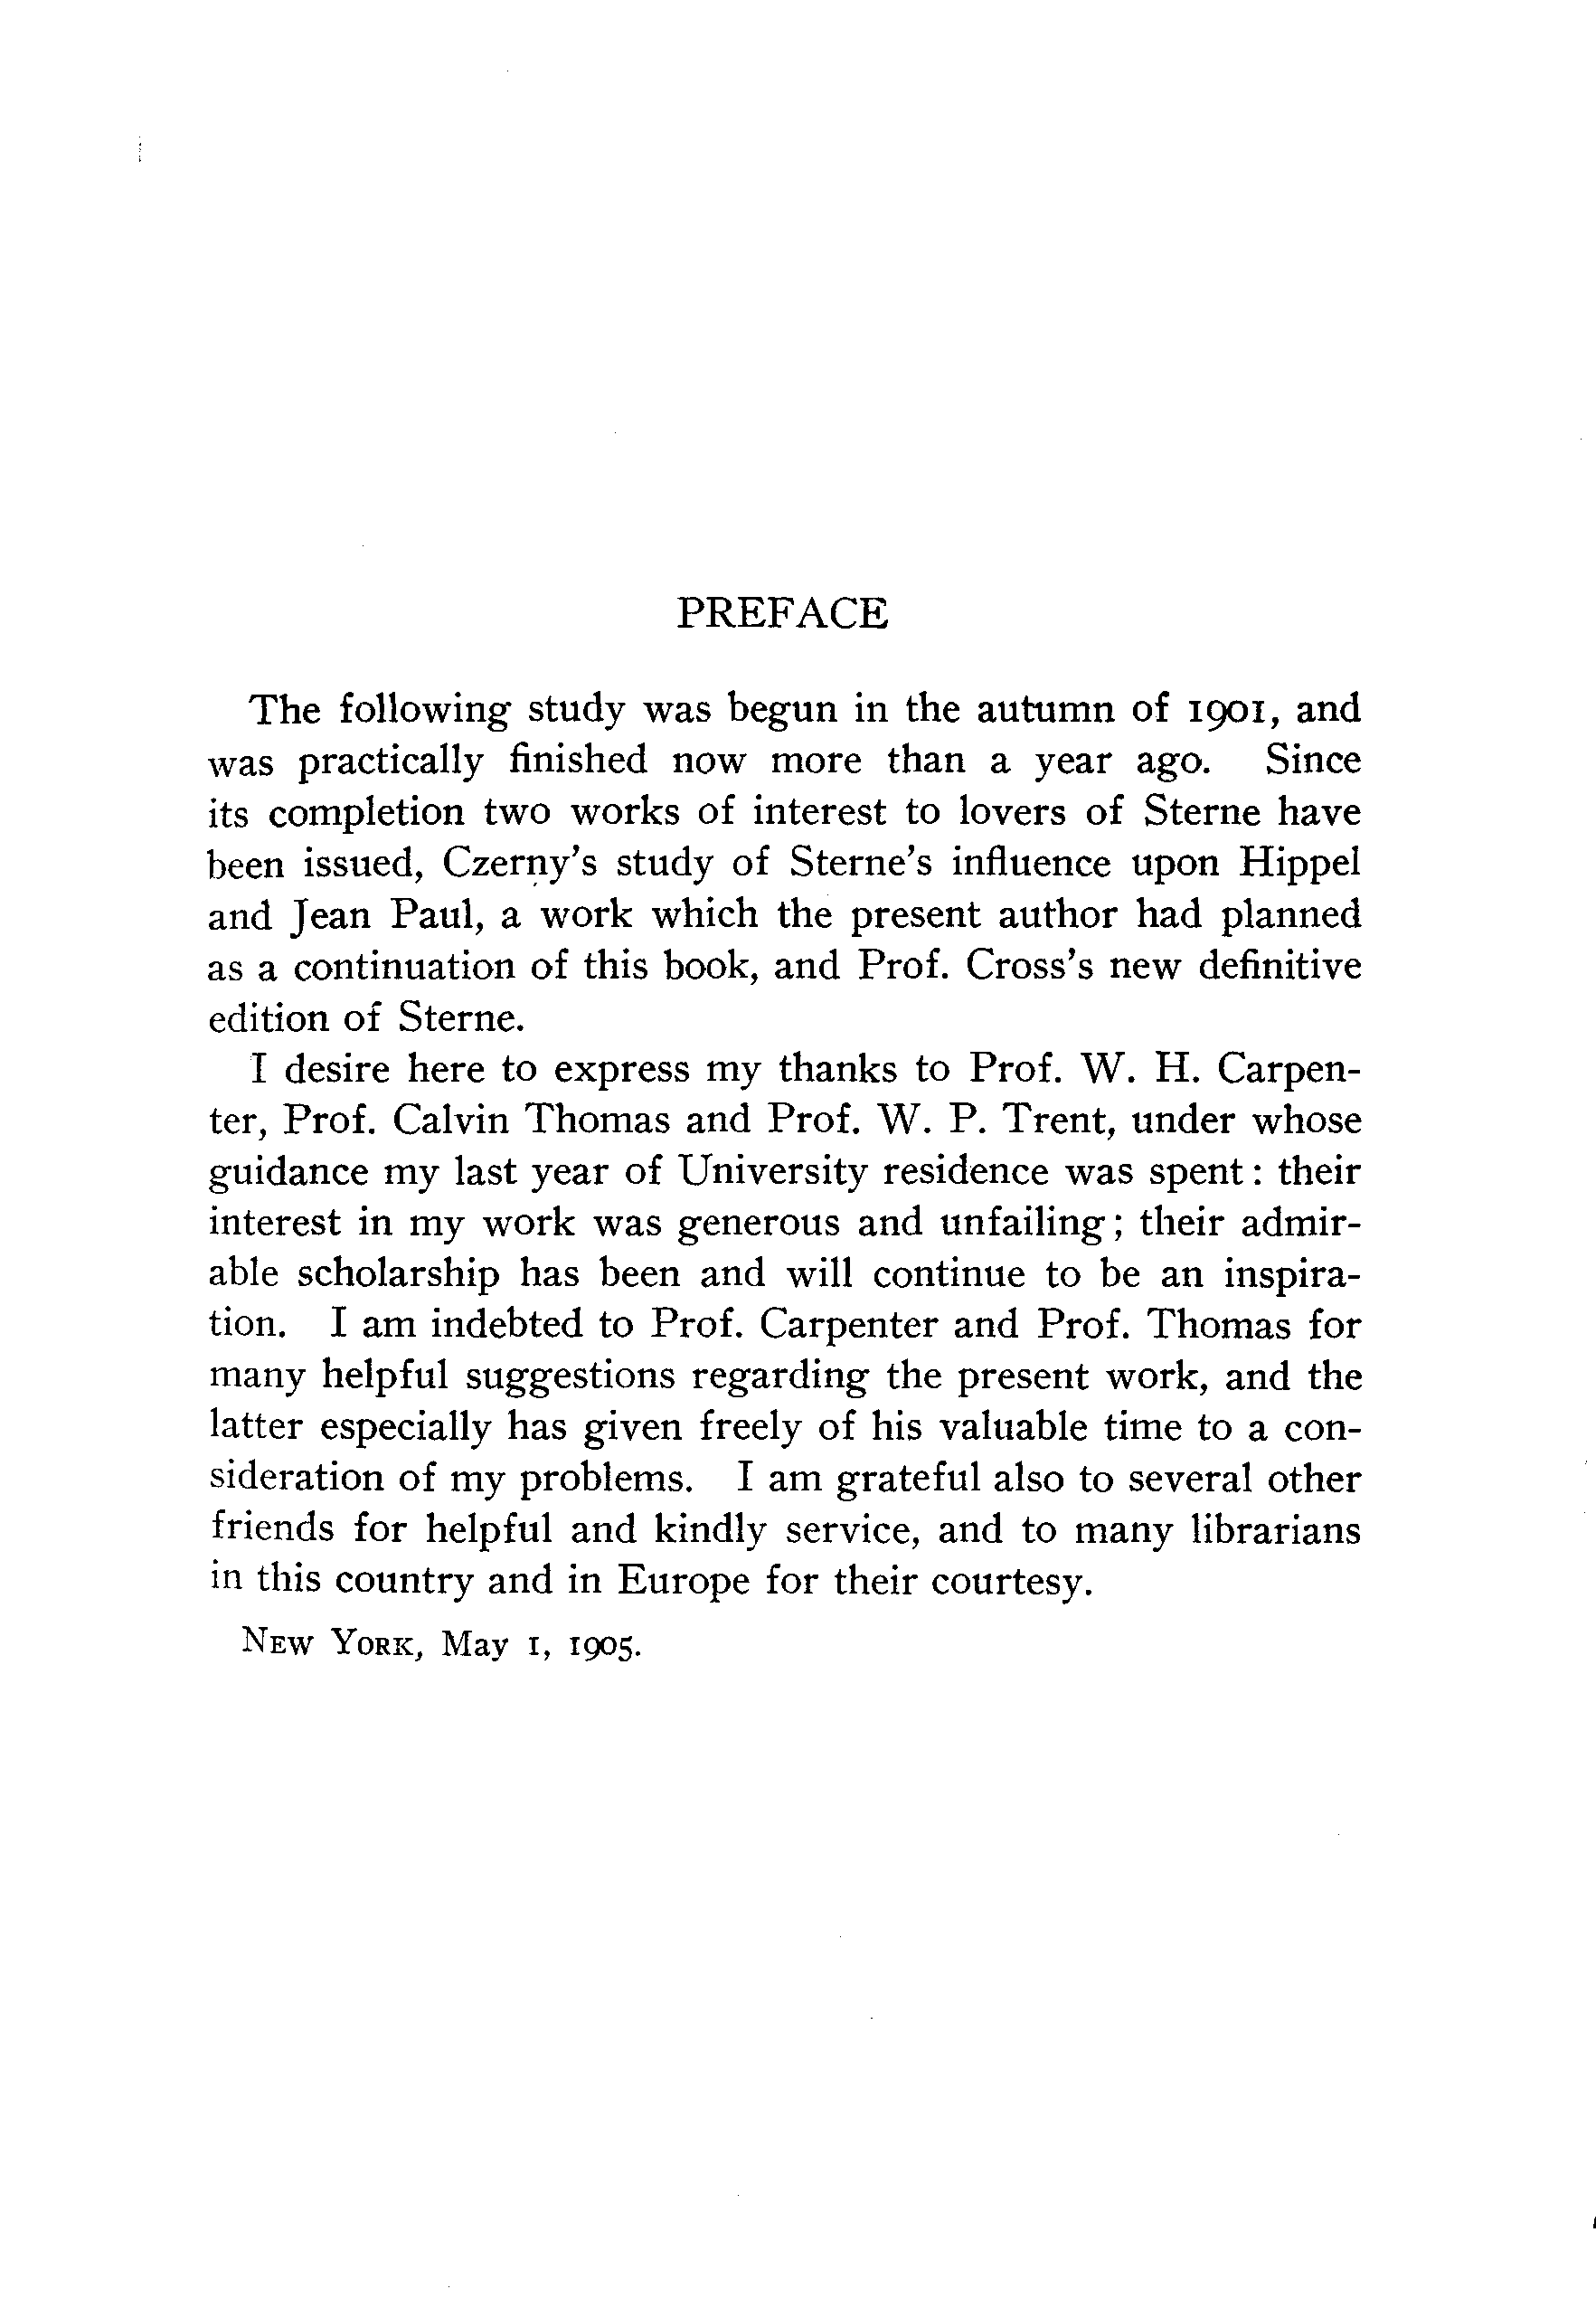 PREFACE
The following study was begun in the autumn of 1901, and
was practically finished now more than a year ago. Since
its completion two works of interest to lovers of Sterne have
been issued, Czerny's study of Sterne's influence upon Hippel
and Jean Paul, a work which the present author had planned
as a continuation of this book, and Prof. Cross's new definitive
edition of Sterne.
I desire here to express my thanks to Prof. W. H. Carpen-
ter, Prof. Calvin Thomas and Prof. W. P. Trent, under whose
guidance my last year of University residence was spent: their
interest in my work was generous and unfailing; their admir-
able scholarship has been and will continue to be an inspira-
tion. I am indebted to Prof. Carpenter and Prof. Thomas for
many helpful suggestions regarding the present work, and the
latter especially has given freely of his valuable time to a con-
sideration of my problems. I am grateful also to several other
friends for helpful and kindly service, and to many librarians
in this country and in Europe for their courtesy.
NEW YORK, May 1, 1905.